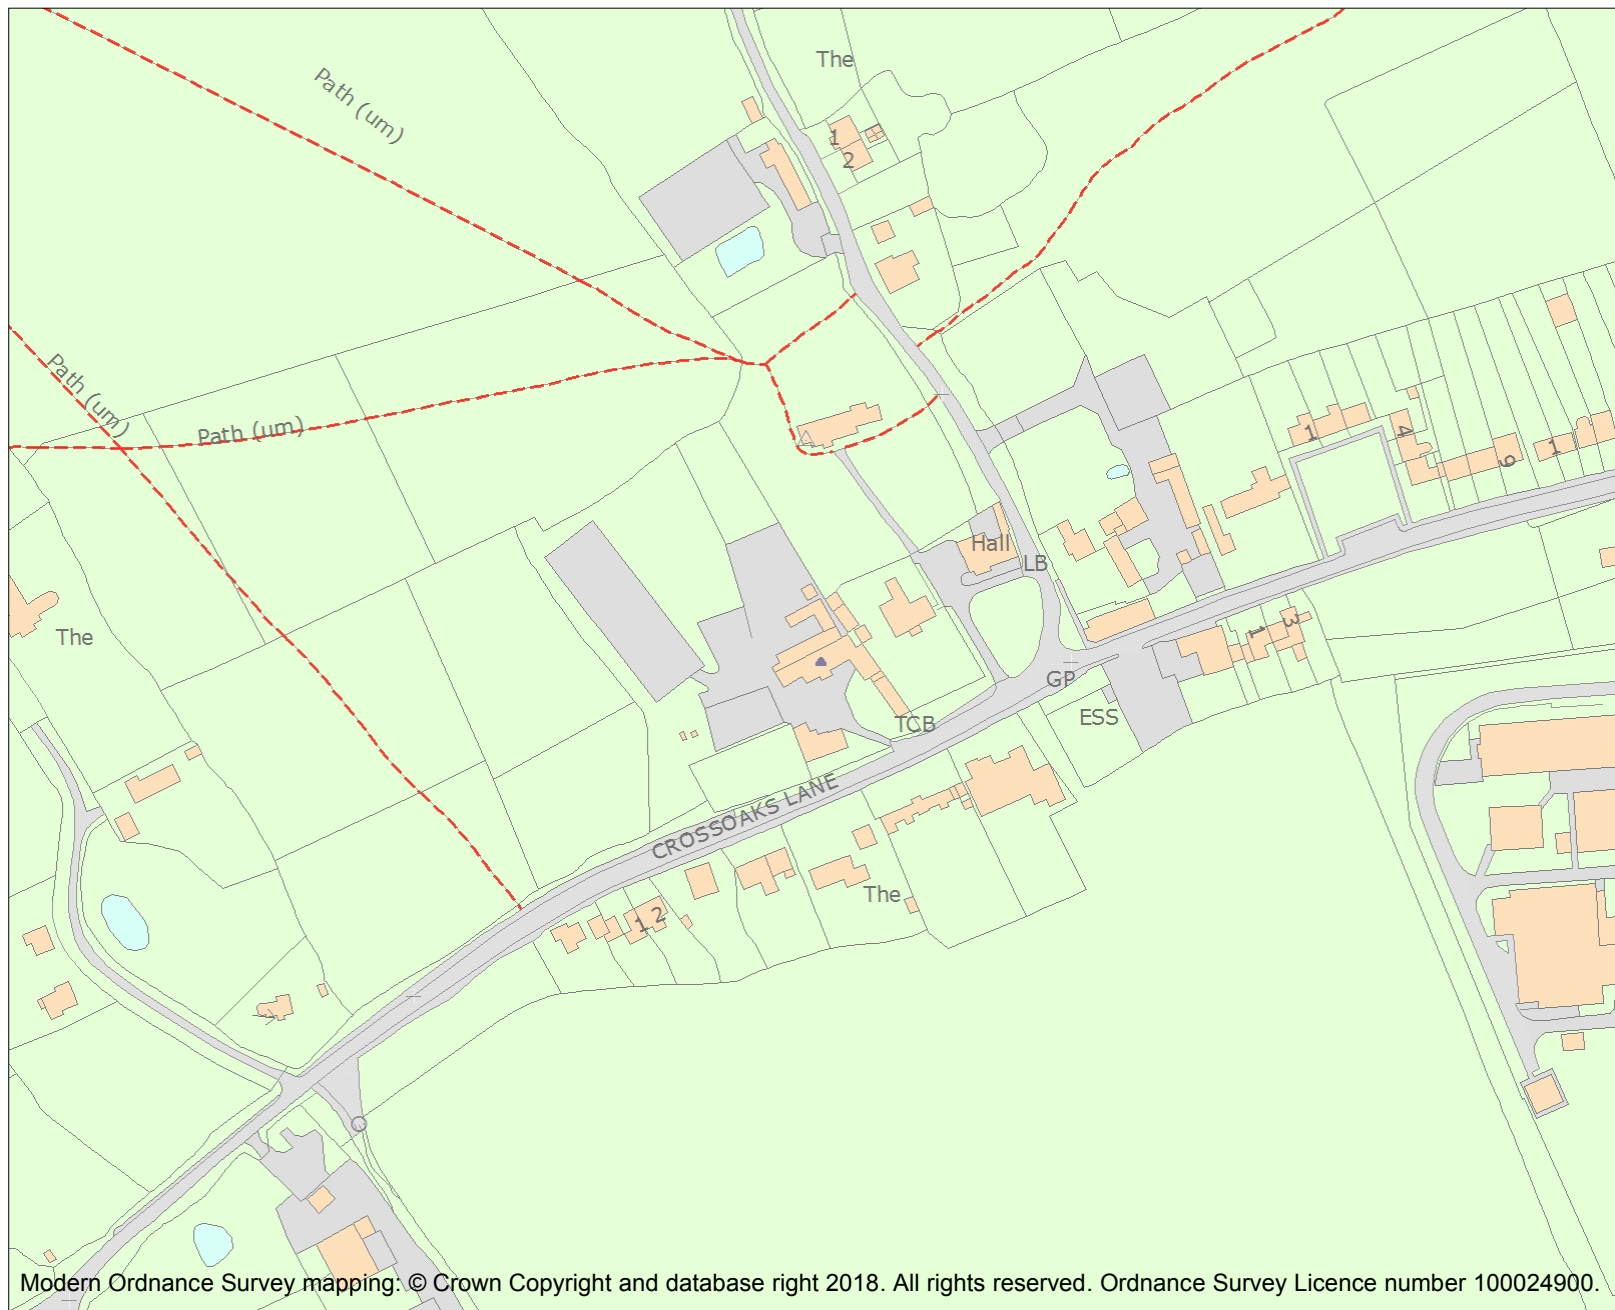 The
Path (um)
1
2
Path (um)
Path (um)
1
4
9
1
Hall
LB
The
1
3
GP
ESS
TCB
CROSSOAKS LANE
The
1 2
Modern Ordnance Survey mapping: © Crown Copyright and database right 2018. All rights reserved. Ordnance Survey Licence number 100024900.